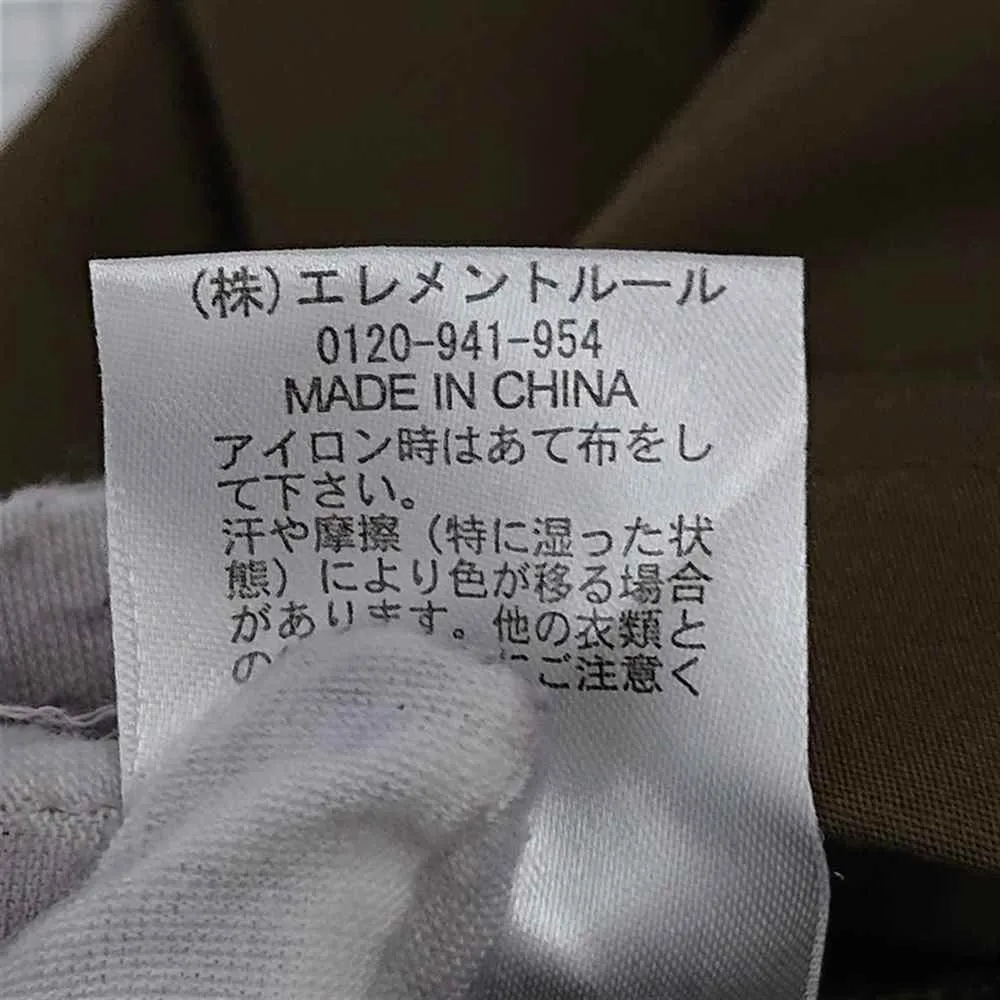 (株)エレメントルール
0120-941-954
MADE IN CHINA
アイロン時はあて布をし
て下さい。
汗や摩擦(特に湿った状
態)により色が移る場合
があります。他の衣類と
の ご注意く